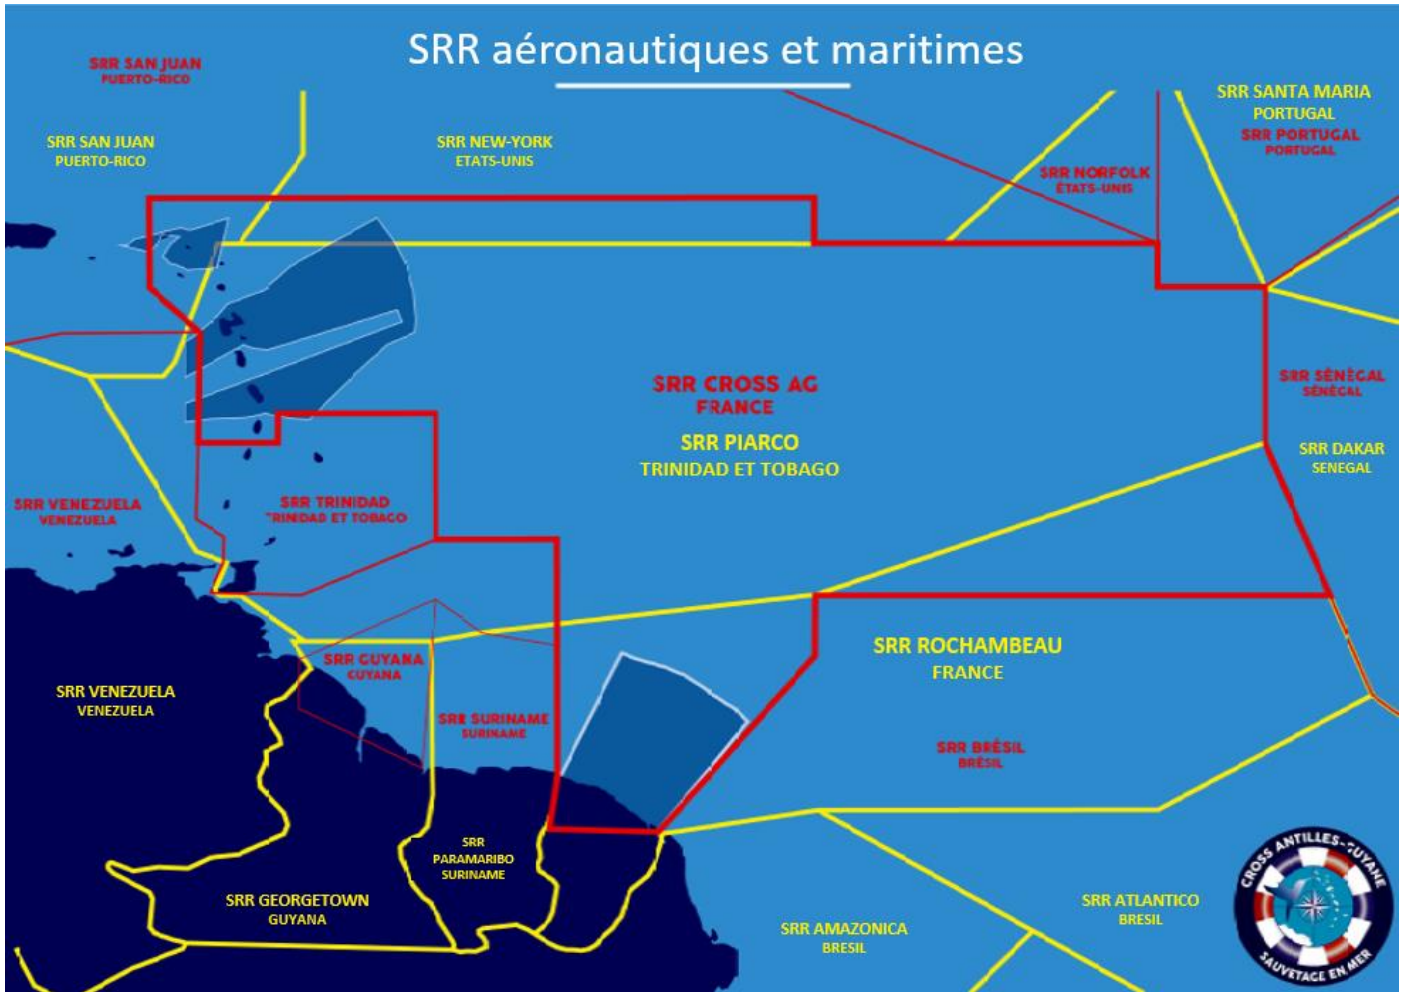 SRR aéronautiques et maritimes
SRR SAN JUAN
PUERTO-RICO
SRR SAN JUAN
PUERTO-RICO
SRR NEW-YORK
ETATS-UNIS
SRR NORFOLK
ÉTATS-UNIS
SRR SANTA MARIA
PORTUGAL
SRR PORTUGAL
PORTUGAL
SRR CROSS AG
FRANCE
SRR PIARCO
TRINIDAD ET TOBAGO
SRR SÉNÉGAL
SÉNÉGAL
SRR DAKAR
SENEGAL
SRR VENEZUELA
VENEZUELA
SRR TRINIDAD
TRINIDAD ET TOBAGO
SRR GUYANA
GUYANA
SRR SURINAME
SURINAME
SRR ROCHAMBEAU
FRANCE
SRR BRÉSIL
BRÉSIL
SRR VENEZUELA
VENEZUELA
SRR GEORGETOWN
GUYANA
SRR
PARAMARIBO
SURINAME
SRR AMAZONICA
BRESIL
SRR ATLANTICO
BRESIL
CROSS ANTILLES-GUYANE
SAUVETAGE EN MER